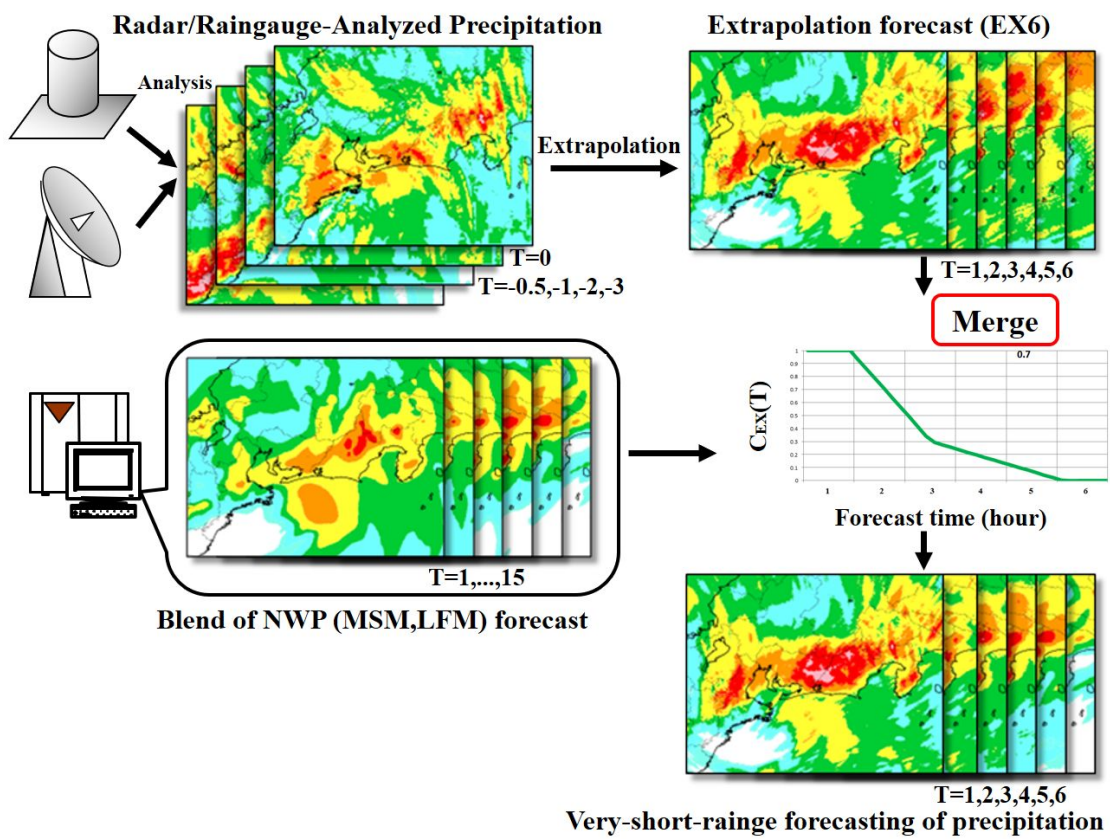 Radar/Raingauge-Analyzed Precipitation
Analysis
T=0
T=-0.5,-1,-2,-3
Extrapolation
Extrapolation forecast (EX6)
T=1,2,3,4,5,6
Merge
0.7
1
0.9
0.8
0.7
0.6
0.5
0.4
0.3
0.2
0.1
0
CEX(T)
1 2 3 4 5 6
Forecast time (hour)
T=1,...,15
Blend of NWP (MSM,LFM) forecast
T=1,2,3,4,5,6
Very-short-rainge forecasting of precipitation